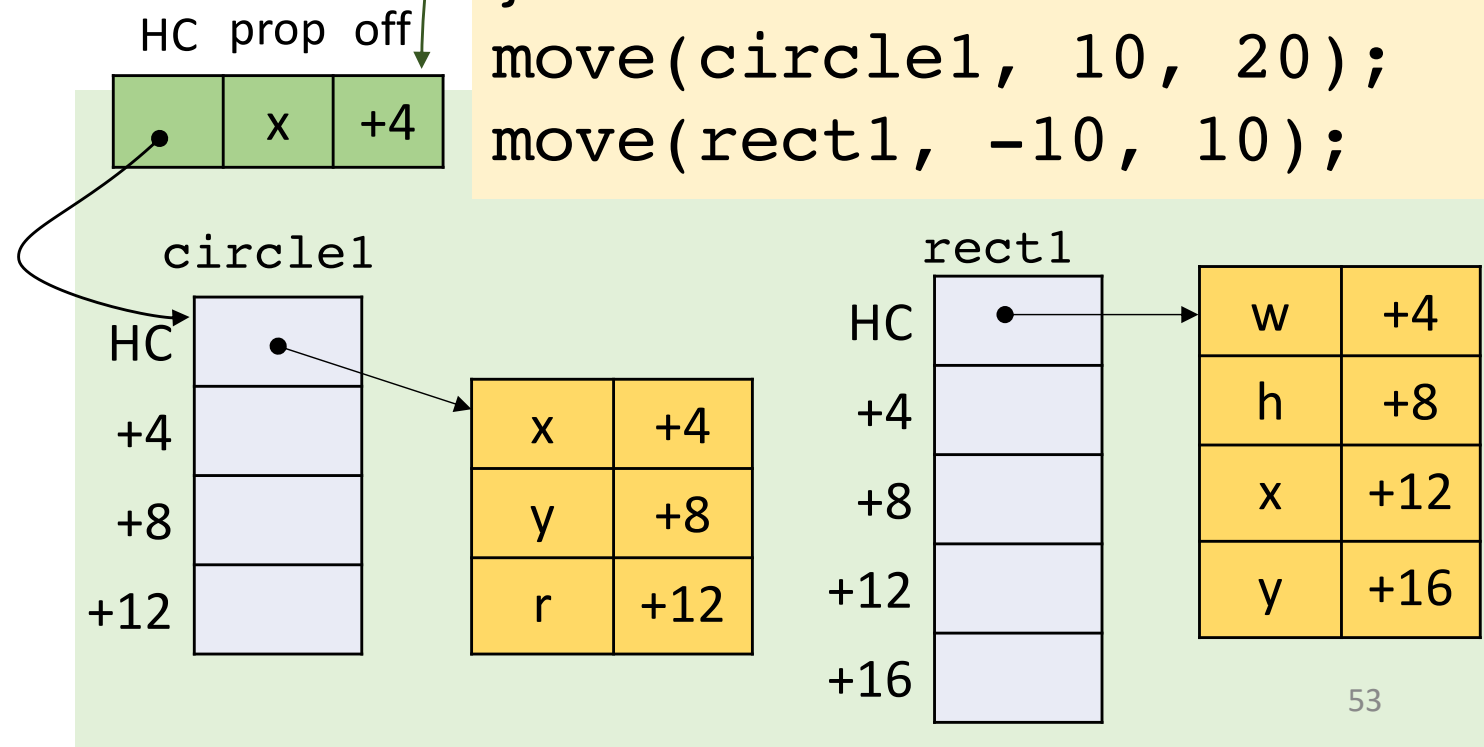 HC prop off
x +4
move(circle1, 10, 20);
move(rect1, -10, 10);
circle1
HC
+4
+8
+12
x +4
y +8
r +12
rect1
HC
+4
+8
+12
+16
w +4
h +8
x +12
y +16
53